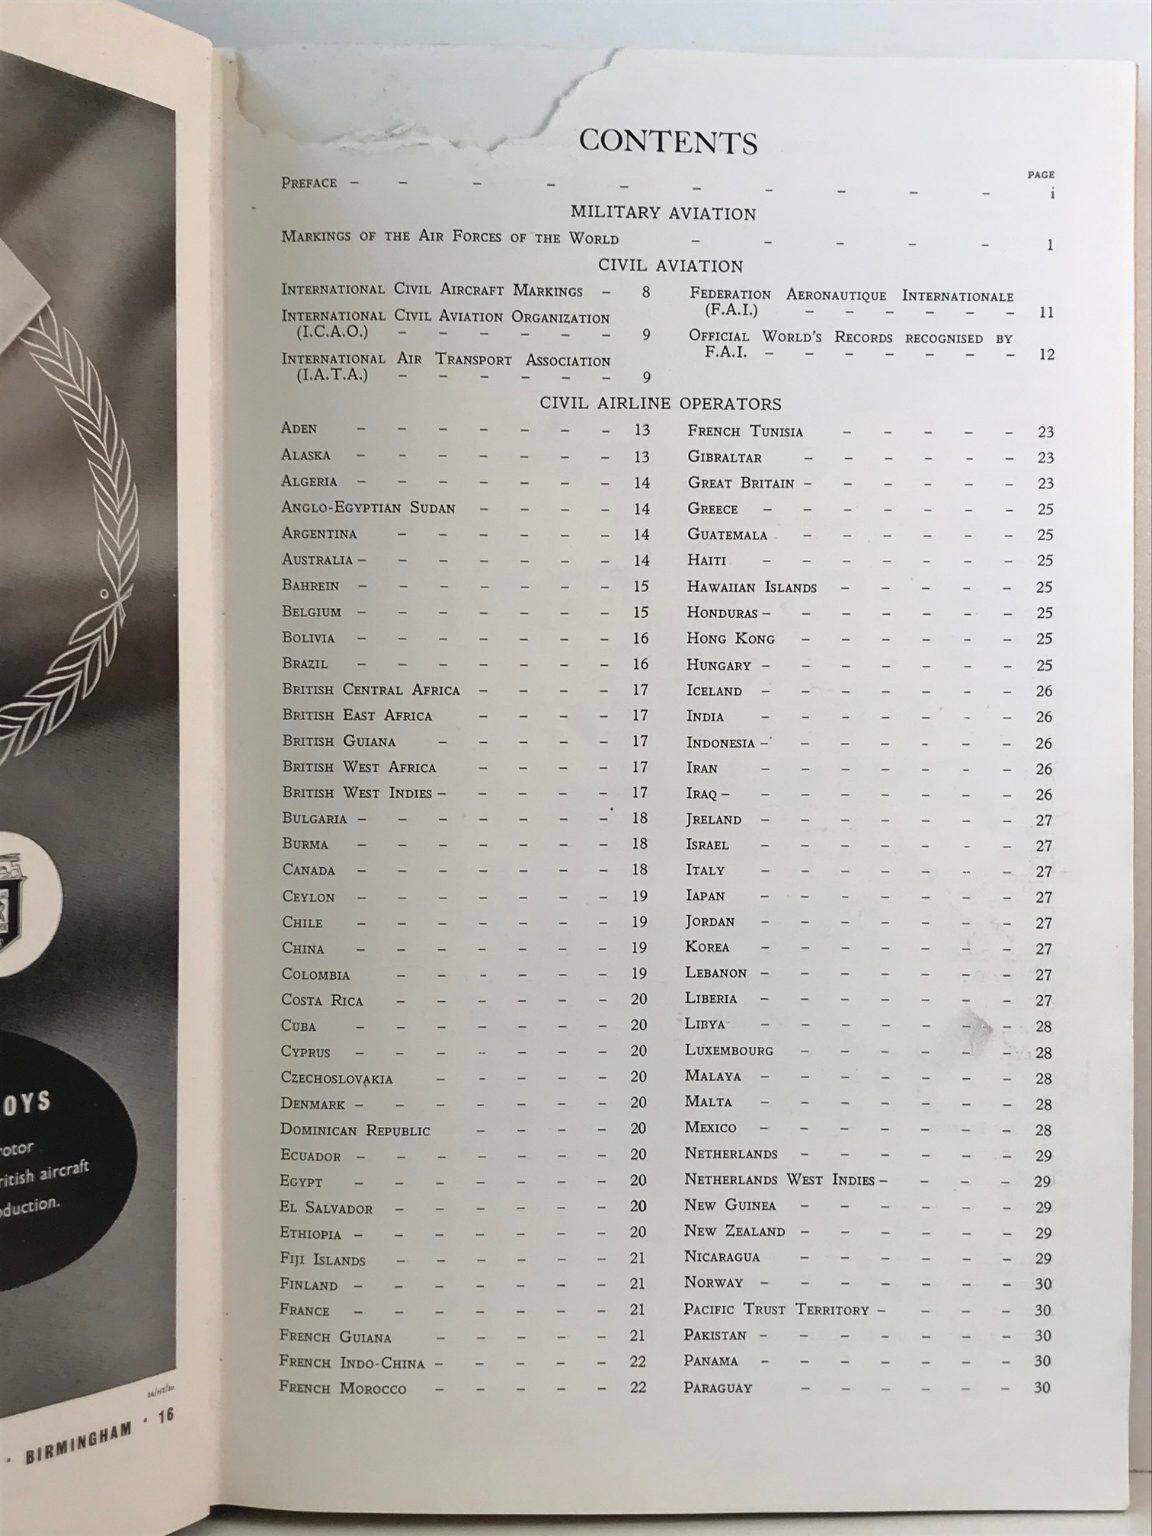 OYS
rotor
ritish aircraft
oduction.
• BIRMINGHAM • 16
CONTENTS
PAGE
Preface – – – – – – – – – – i
MILITARY AVIATION
Markings of the Air Forces of the World – – – – – 1
CIVIL AVIATION
International Civil Aircraft Markings – 8
International Civil Aviation Organization
(I.C.A.O.) – – – – – – 9
International Air Transport Association
(I.A.T.A.) – – – – – – 9
Federation Aeronautique Internationale
(F.A.I.) – – – – – – 11
Official World's Records recognised by
F.A.I. – – – – – – – 12
CIVIL AIRLINE OPERATORS
Aden – – – – – – – 13
Alaska – – – – – – – 13
Algeria – – – – – – – 14
Anglo-Egyptian Sudan – – – – 14
Argentina – – – – – – 14
Australia – – – – – – – 14
Bahrein – – – – – – – 15
Belgium – – – – – – – 15
Bolivia – – – – – – – 16
Brazil – – – – – – – 16
British Central Africa – – – – 17
British East Africa – – – – 17
British Guiana – – – – – 17
British West Africa – – – – 17
British West Indies – – – – – 17
Bulgaria – – – – – – – 18
Burma – – – – – – – 18
Canada – – – – – – – 18
Ceylon – – – – – – – 19
Chile – – – – – – – 19
China – – – – – – – 19
Colombia – – – – – – 19
Costa Rica – – – – – – 20
Cuba – – – – – – – 20
Cyprus – – – – – – – 20
Czechoslovakia – – – – – 20
Denmark – – – – – – – 20
Dominican Republic – – – – 20
Ecuador – – – – – – – 20
Egypt – – – – – – – 20
El Salvador – – – – – – 20
Ethiopia – – – – – – – 20
Fiji Islands – – – – – – 21
Finland – – – – – – – 21
France – – – – – – – 21
French Guiana – – – – – 21
French Indo-China – – – – – 22
French Morocco – – – – – 22
French Tunisia – – – – – 23
Gibraltar – – – – – – 23
Great Britain – – – – – – 23
Greece – – – – – – – 25
Guatemala – – – – – – 25
Haiti – – – – – – – 25
Hawaiian Islands – – – – – 25
Honduras – – – – – – – 25
Hong Kong – – – – – – 25
Hungary – – – – – – – 25
Iceland – – – – – – – 26
India – – – – – – – 26
Indonesia – – – – – – – 26
Iran – – – – – – – 26
Iraq – – – – – – – – 26
Jreland – – – – – – – 27
Israel – – – – – – – 27
Italy – – – – – – – 27
Iapan – – – – – – – 27
Jordan – – – – – – – 27
Korea – – – – – – – 27
Lebanon – – – – – – – 27
Liberia – – – – – – – 27
Libya – – – – – – – 28
Luxembourg – – – – – – 28
Malaya – – – – – – – 28
Malta – – – – – – – 28
Mexico – – – – – – – 28
Netherlands – – – – – – 29
Netherlands West Indies – – – – 29
New Guinea – – – – – – 29
New Zealand – – – – – – 29
Nicaragua – – – – – – 29
Norway – – – – – – – 30
Pacific Trust Territory – – – – 30
Pakistan – – – – – – – 30
Panama – – – – – – – 30
Paraguay – – – – – – 30